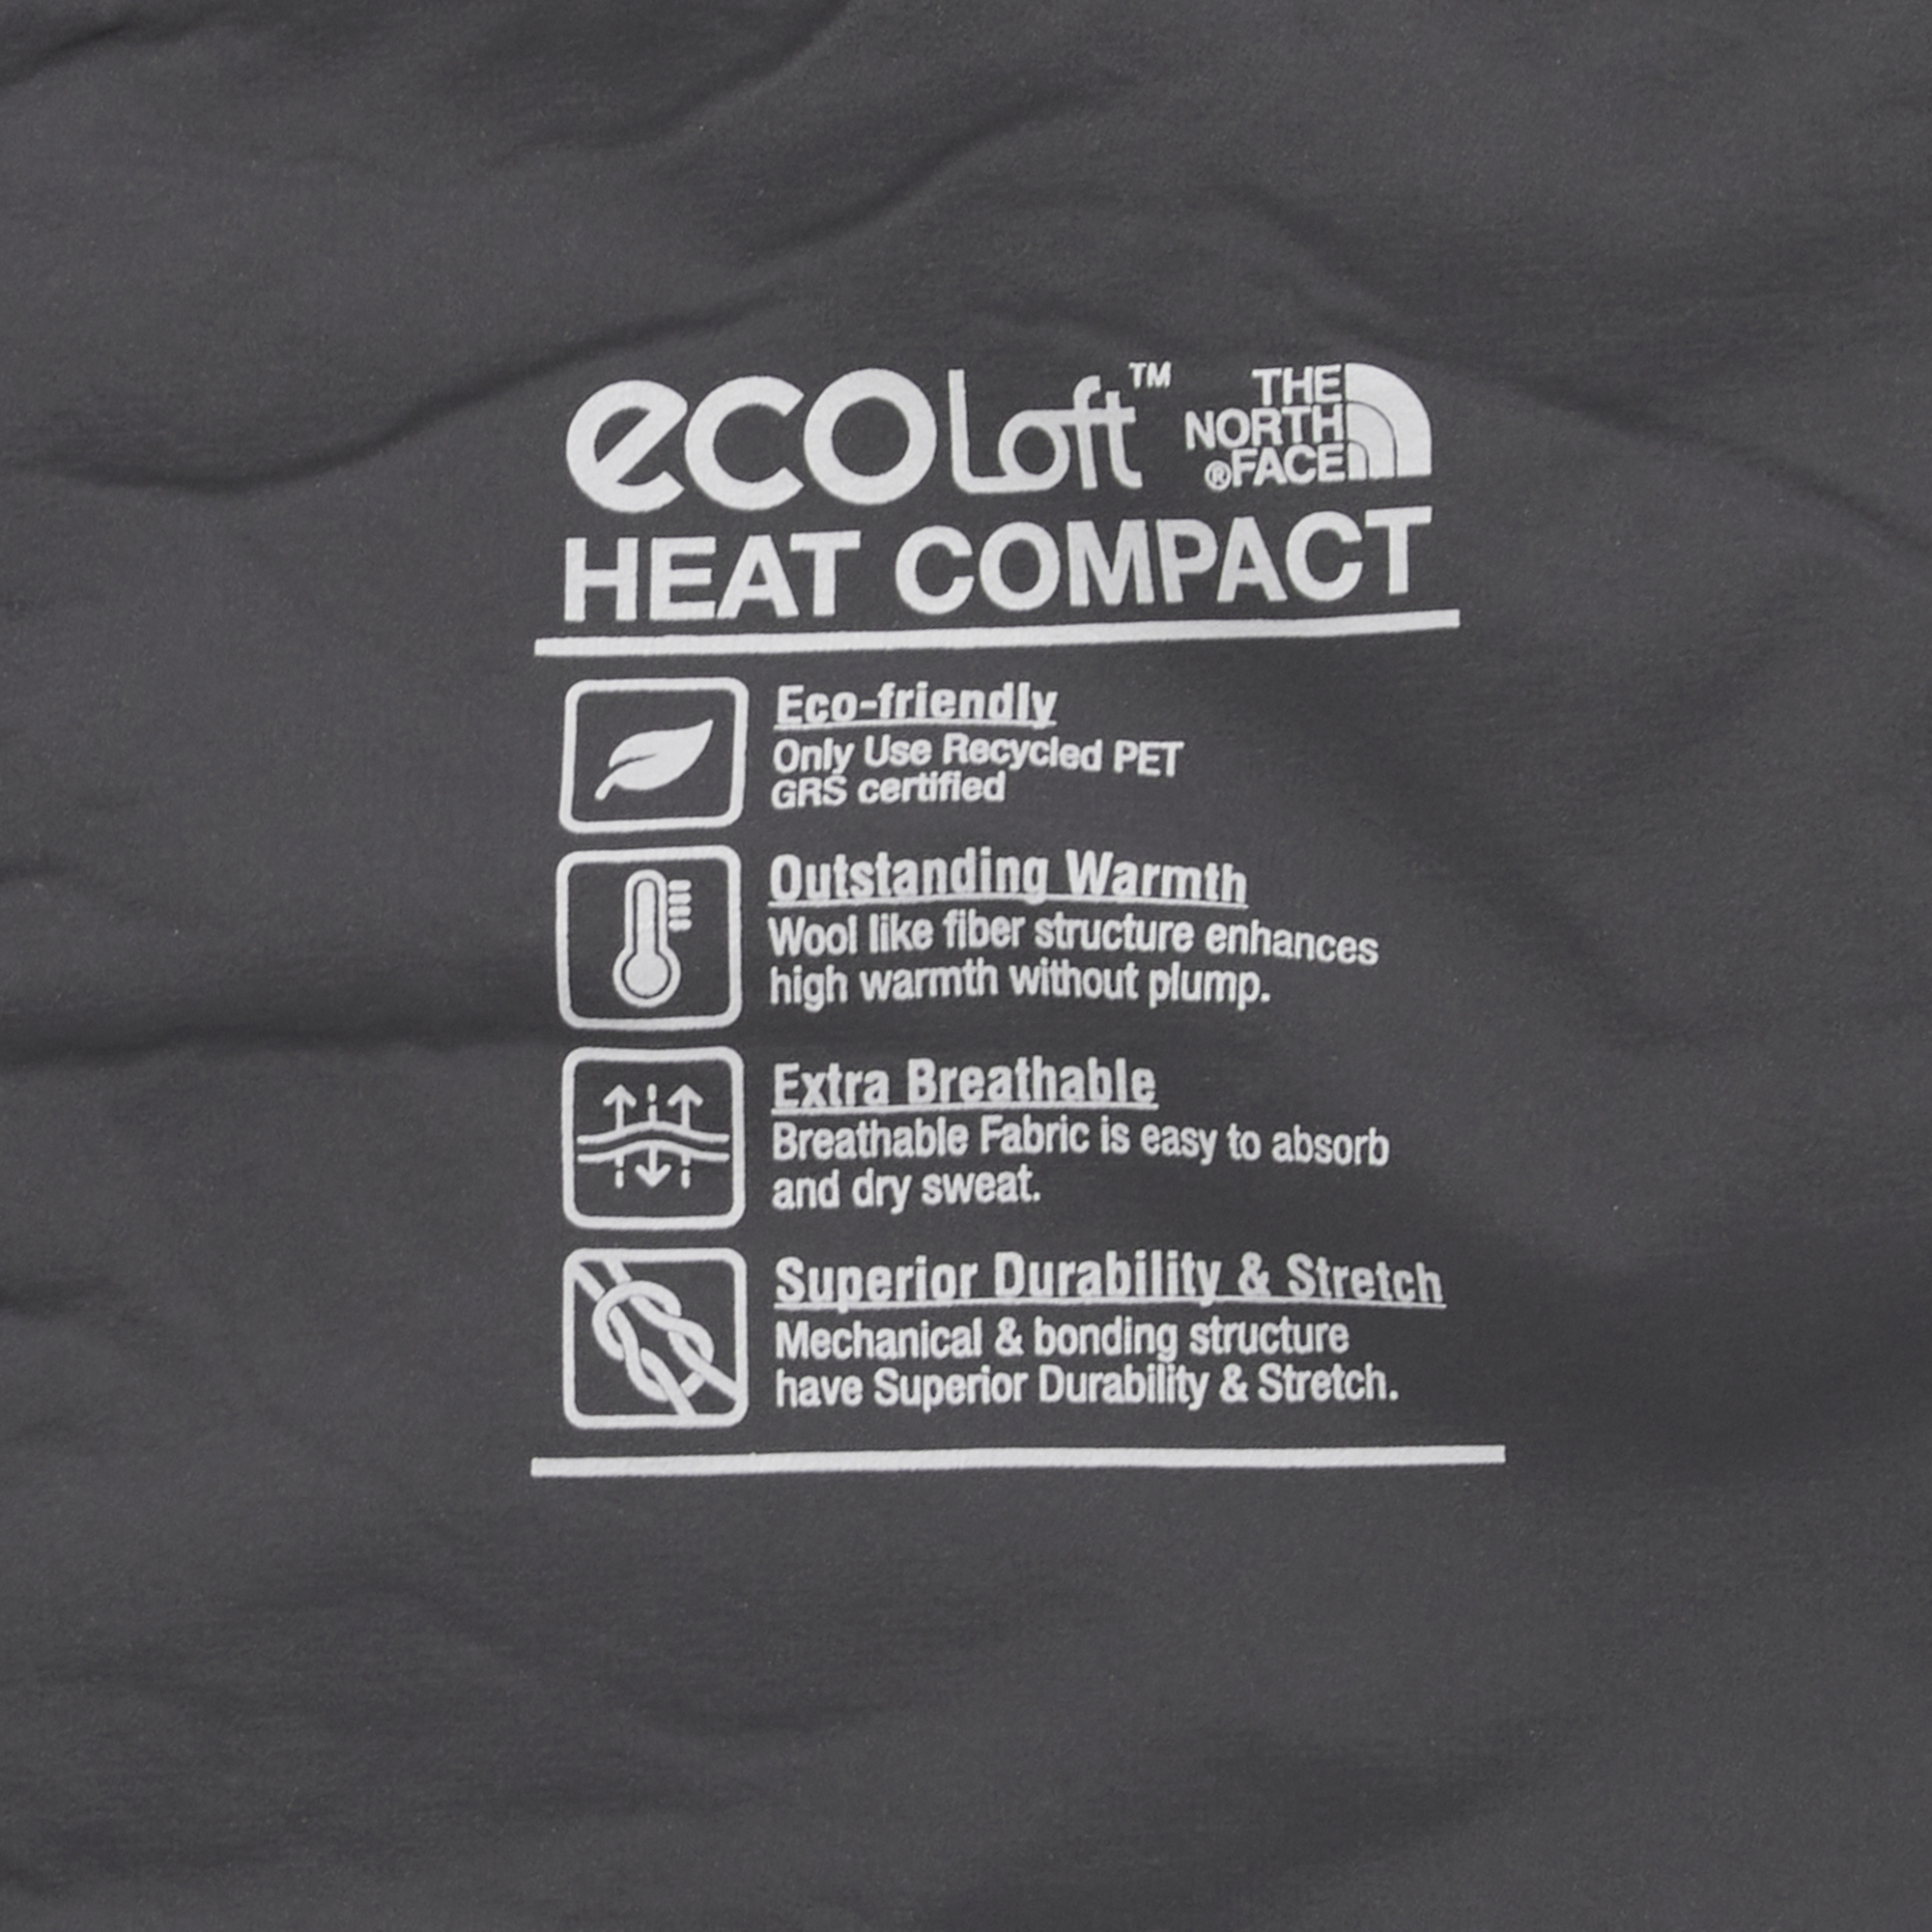 ecoLoft™
THE
NORTH
®FACE
HEAT COMPACT
Eco-friendly
Only Use Recycled PET
GRS certified
Outstanding Warmth
Wool like fiber structure enhances
high warmth without plump.
Extra Breathable
Breathable Fabric is easy to absorb
and dry sweat.
Superior Durability & Stretch
Mechanical & bonding structure
have Superior Durability & Stretch.